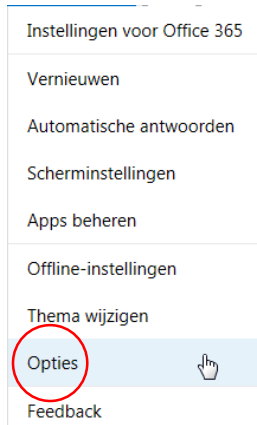 Instellingen voor Office 365
Vernieuwen
Automatische antwoorden
Scherminstellingen
Apps beheren
Offline-instellingen
Thema wijzigen
Opties
Feedback